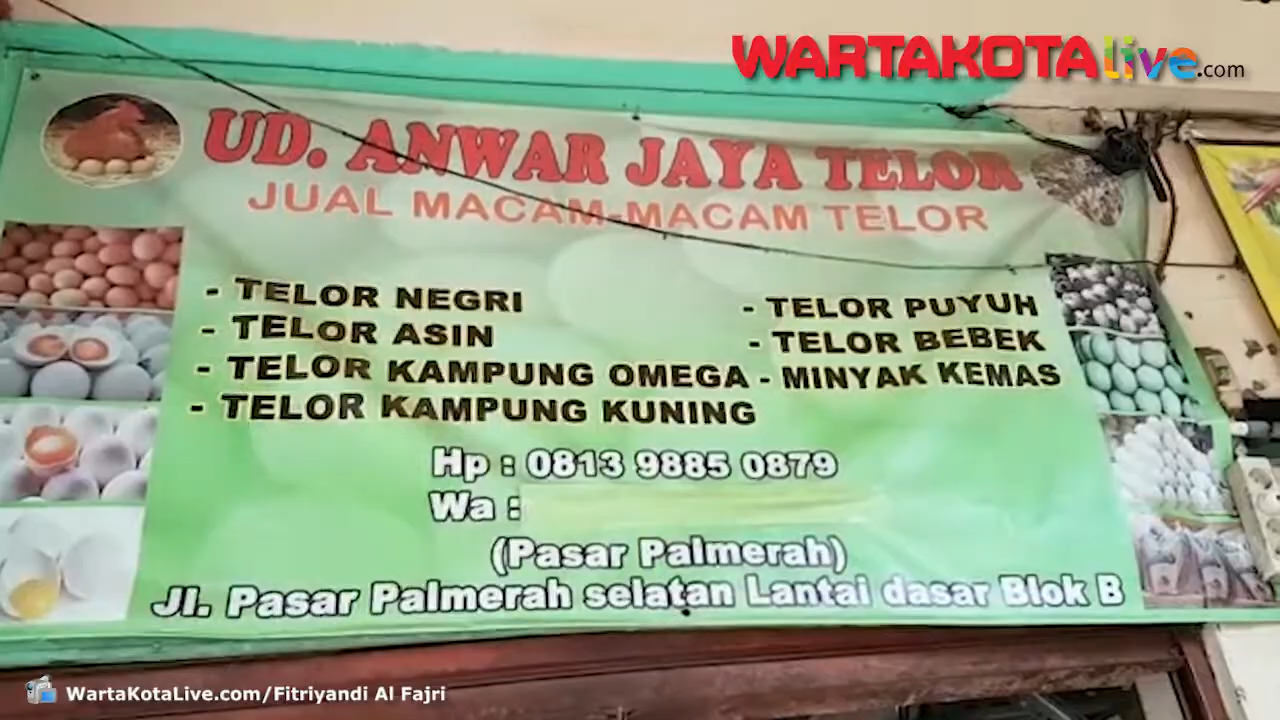 WARTAKOTAlive.com
UD. ANWAR JAYA TELOR
JUAL MACAM-MACAM TELOR
- TELOR NEGRI
- TELOR ASIN
- TELOR KAMPUNG OMEGA
- TELOR KAMPUNG KUNING
- TELOR PUYUH
- TELOR BEBEK
- MINYAK KEMAS
Hp : 0813 9885 0879
Wa :
(Pasar Palmerah)
Jl. Pasar Palmerah selatan Lantai dasar Blok B
WartaKotaLive.com/Fitriyandi Al Fajri